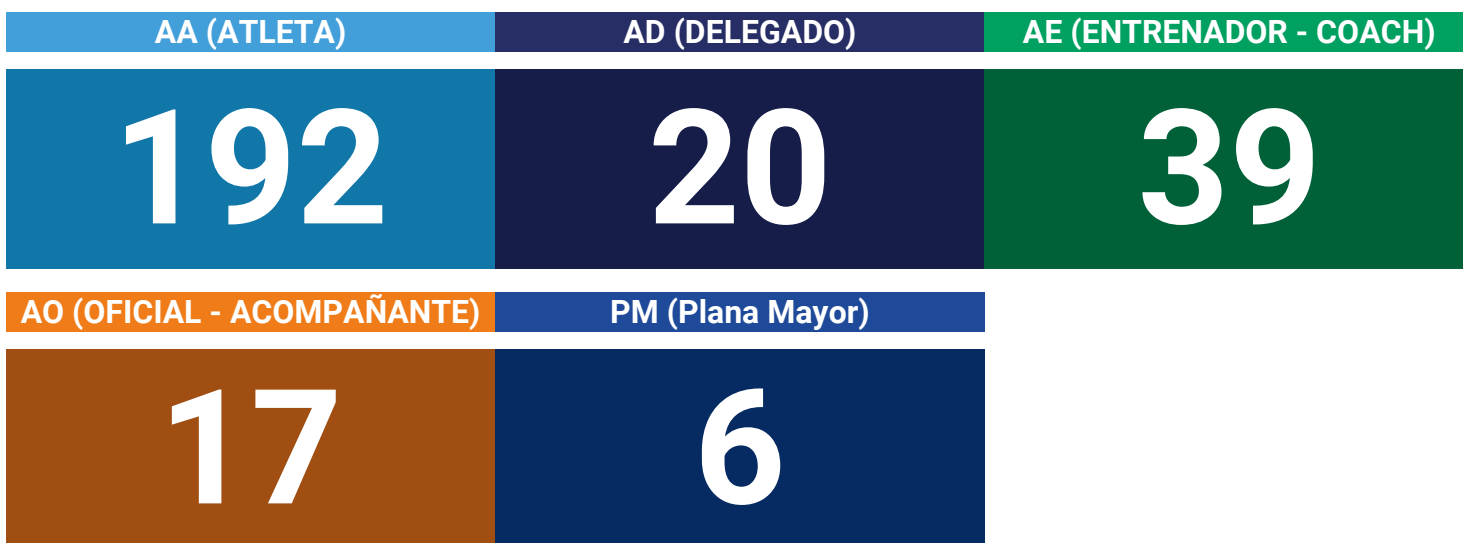 AA (ATLETA)
AD (DELEGADO)
AE (ENTRENADOR - COACH)
192
20
39
AO (OFICIAL - ACOMPAÑANTE)
PM (Plana Mayor)
17
6